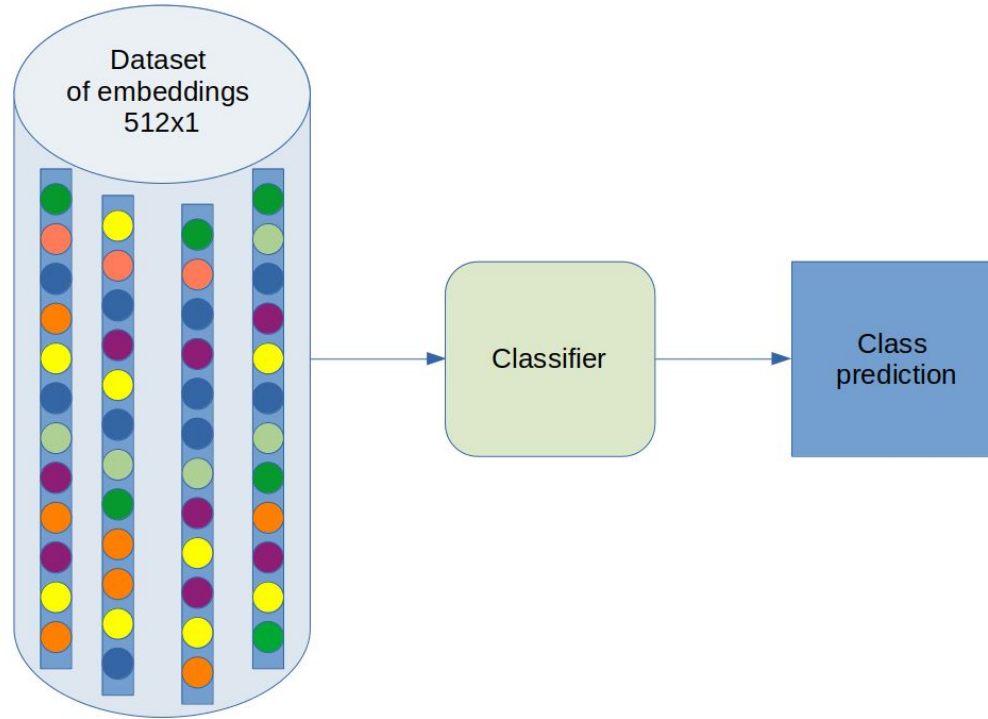 Dataset
of embeddings
512x1
Classifier
Class
prediction